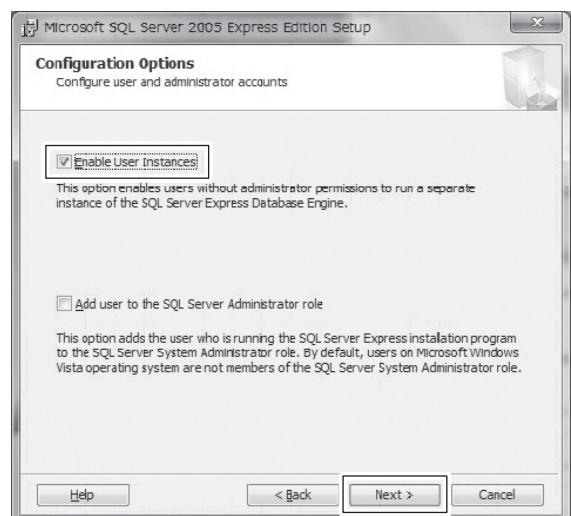 Microsoft SQL Server 2005 Express Edition Setup
Configuration Options
Configure user and administrator accounts
Enable User Instances
This option enables users without administrator permissions to run a separate
instance of the SQL Server Express Database Engine.
Add user to the SQL Server Administrator role
This option adds the user who is running the SQL Server Express installation program
to the SQL Server System Administrator role. By default, users on Microsoft Windows
Vista operating system are not members of the SQL Server System Administrator role.
Help
< Back
Next >
Cancel